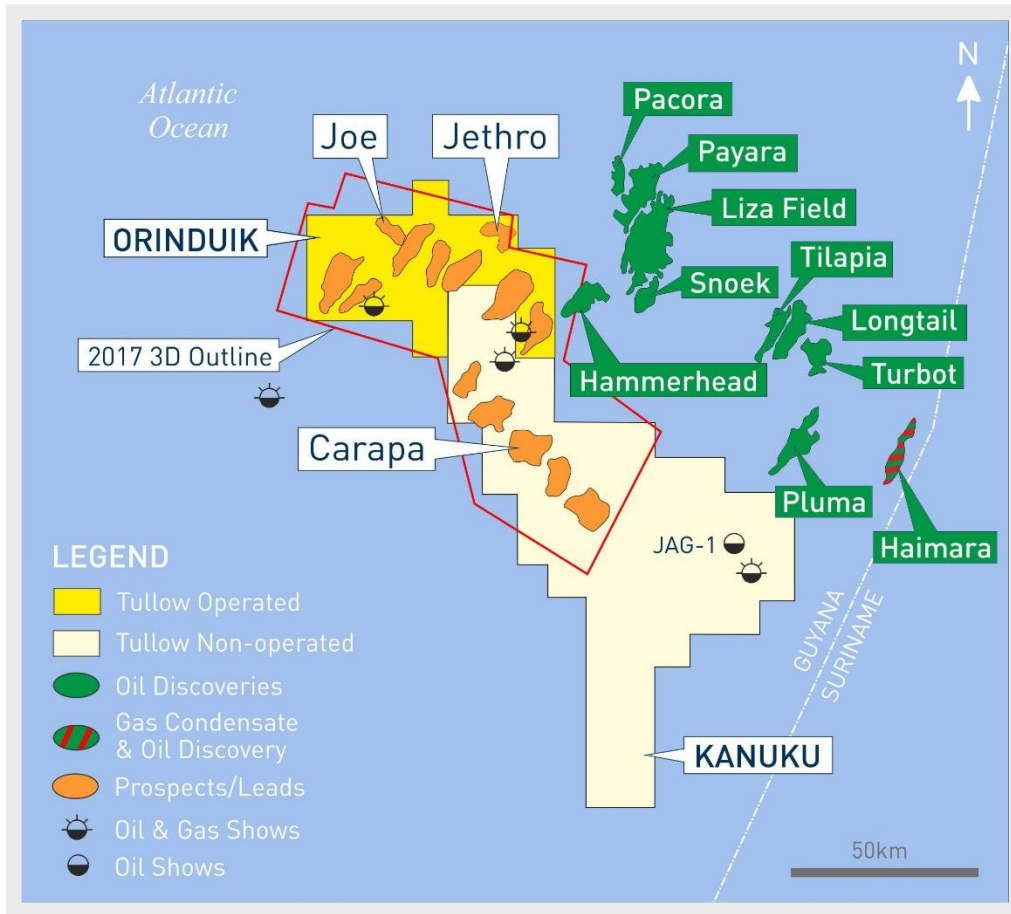 Atlantic
Ocean
N
Pacora
Joe
Jethro
Payara
Liza Field
ORINDUIK
Tilapia
Snoek
Longtail
2017 3D Outline
Hammerhead
Turbot
Carapa
Pluma
JAG-1
Haimara
GUYANA
SURINAME
KANUKU
LEGEND
Tullow Operated
Tullow Non-operated
Oil Discoveries
Gas Condensate
& Oil Discovery
Prospects/Leads
Oil & Gas Shows
Oil Shows
50km